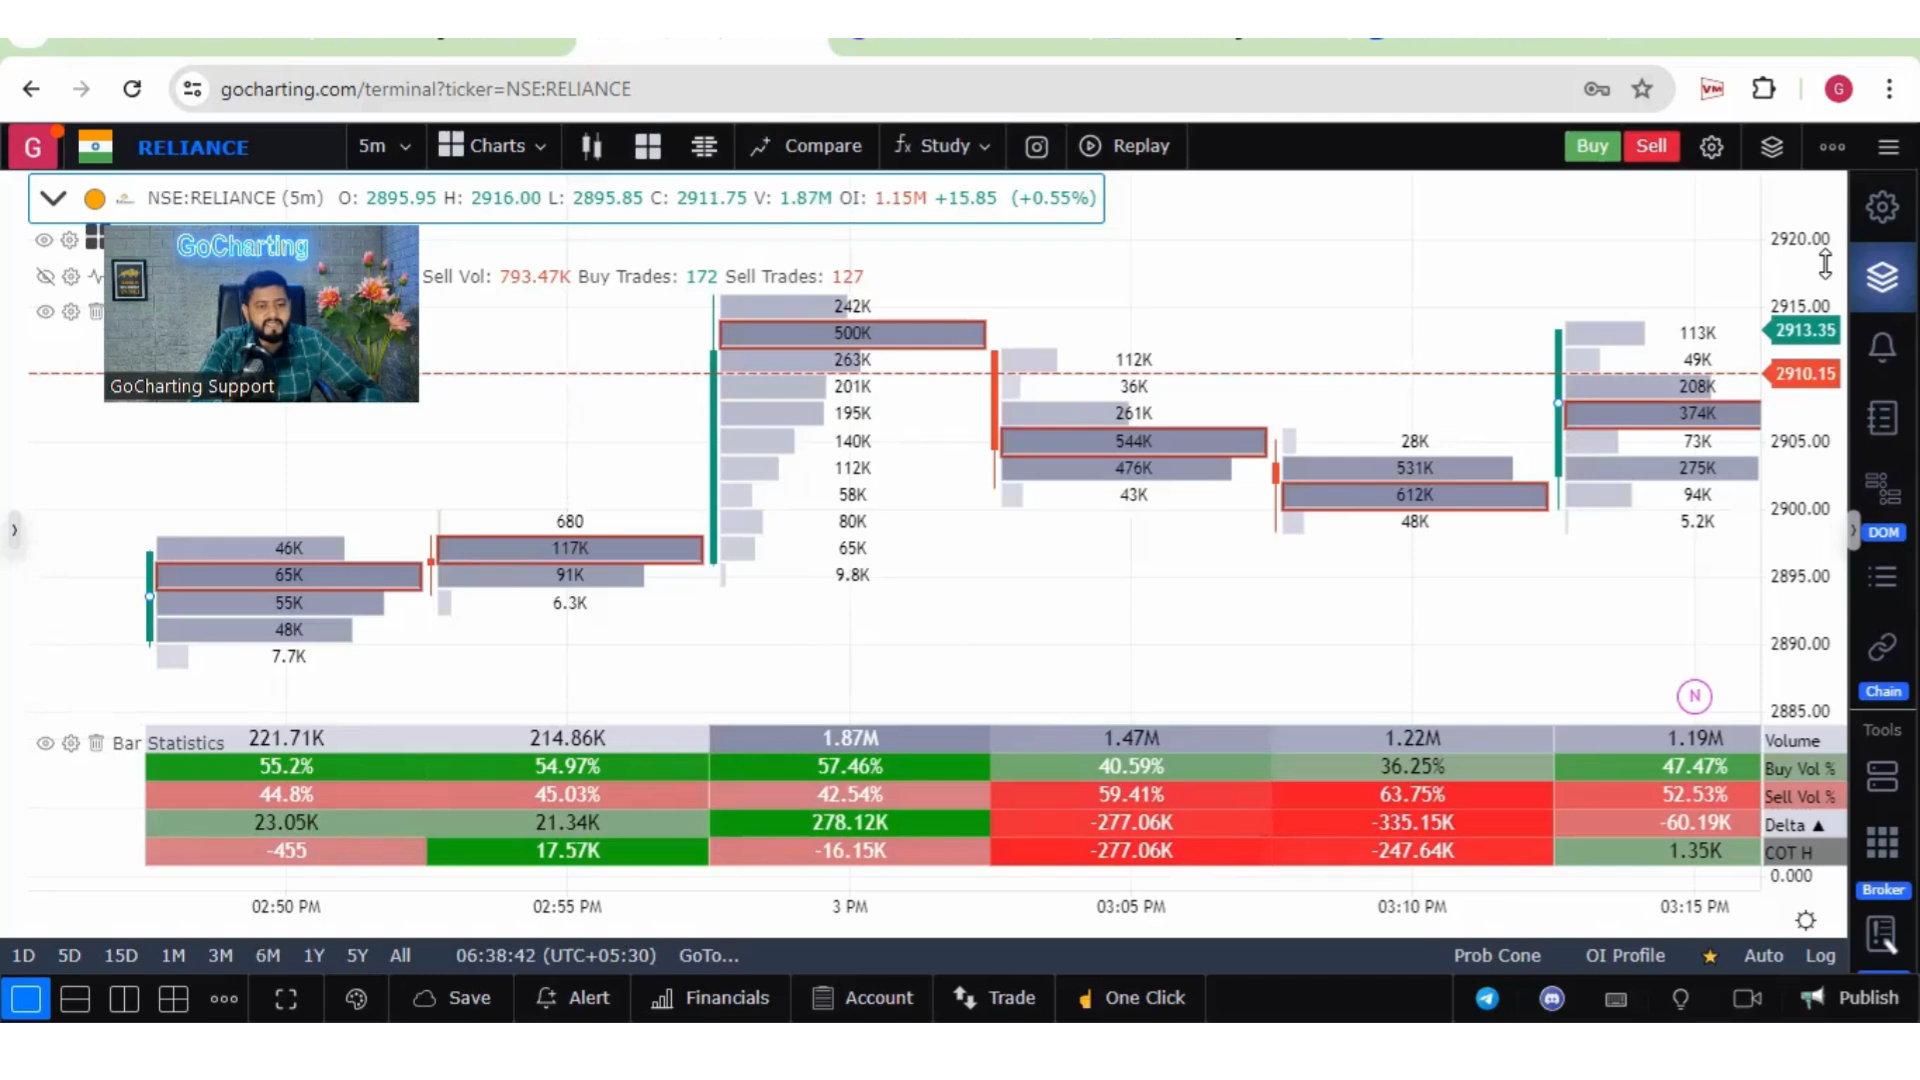 gocharting.com/terminal?ticker=NSE:RELIANCE
VM
G
G RELIANCE 5m Charts Compare fx Study Replay Buy Sell
NSE:RELIANCE (5m) O: 2895.95 H: 2916.00 L: 2895.85 C: 2911.75 V: 1.87M OI: 1.15M +15.85 (+0.55%)
GoCharting
Sell Vol: 793.47K Buy Trades: 172 Sell Trades: 127
GoCharting Support
46K
65K
55K
48K
7.7K
680
117K
91K
6.3K
242K
500K
263K
201K
195K
140K
112K
58K
80K
65K
9.8K
112K
36K
261K
544K
476K
43K
28K
531K
612K
48K
113K
49K
208K
374K
73K
275K
94K
5.2K
2920.00
2915.00
2913.35
2910.15
2905.00
2900.00
2895.00
2890.00
2885.00
N
Bar Statistics 221.71K 214.86K 1.87M 1.47M 1.22M 1.19M Volume
55.2% 54.97% 57.46% 40.59% 36.25% 47.47% Buy Vol %
44.8% 45.03% 42.54% 59.41% 63.75% 52.53% Sell Vol %
23.05K 21.34K 278.12K -277.06K -335.15K -60.19K Delta ▲
-455 17.57K -16.15K -277.06K -247.64K 1.35K COT H
0.000
02:50 PM 02:55 PM 3 PM 03:05 PM 03:10 PM 03:15 PM
DOM
Chain
Tools
Broker
1D 5D 15D 1M 3M 6M 1Y 5Y All 06:38:42 (UTC+05:30) GoTo... Prob Cone OI Profile Auto Log
Save Alert Financials Account Trade One Click Publish